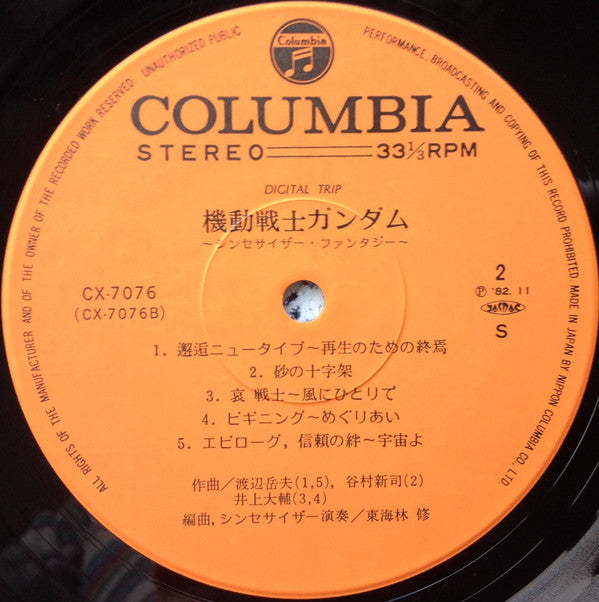 ALL RIGHTS OF THE MANUFACTURER AND OF THE OWNER OF THE RECORDED WORK RESERVED. UNAUTHORIZED PUBLIC PERFORMANCE, BROADCASTING AND COPYING OF THIS RECORD PROHIBITED MADE IN JAPAN BY NIPPON COLUMBIA CO., LTD.
Columbia
COLUMBIA
STEREO 33⅓RPM
DIGITAL TRIP
機動戦士ガンダム
〜シンセサイザー・ファンタジー〜
CX-7076
(CX-7076B)
2
Ⓟ '82.11
JASRAC
S
1. 邂逅ニュータイプ〜再生のための終焉
2. 砂の十字架
3. 哀 戦士〜風にひとりで
4. ビギニング〜めぐりあい
5. エピローグ, 信頼の絆〜宇宙よ
作曲/渡辺岳夫(1,5), 谷村新司(2)
井上大輔(3,4)
編曲,シンセサイザー演奏/東海林 修